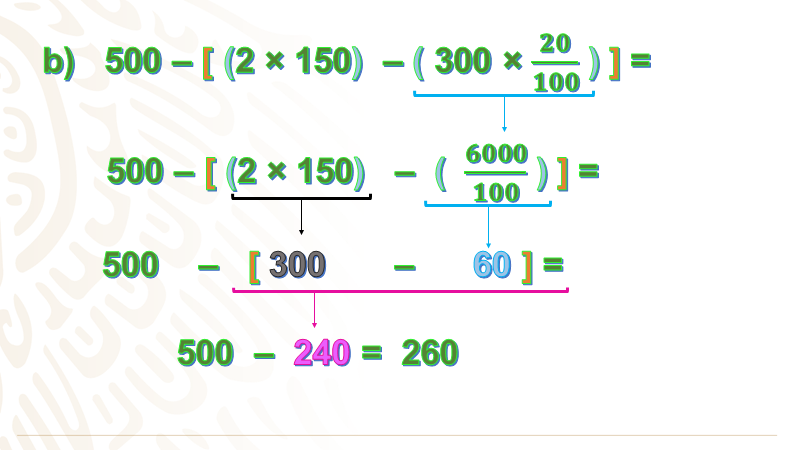 b) 500 – [ (2 × 150) – ( 300 × 20/100 ) ] =
500 – [ (2 × 150) – ( 6000/100 ) ] =
500 – [ 300 – 60 ] =
500 – 240 = 260